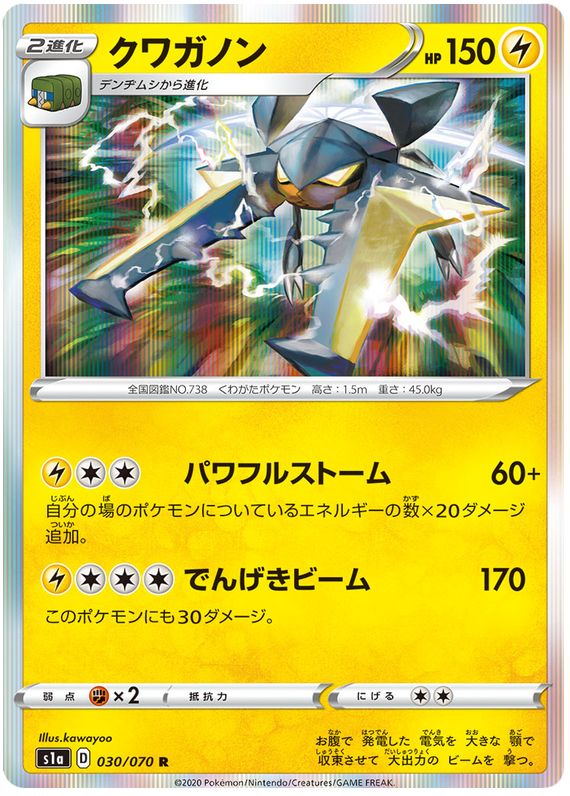 2進化
クワガノン
HP 150
デンヂムシから進化
全国図鑑NO.738 くわがたポケモン 高さ:1.5m 重さ:45.0kg
パワフルストーム 60+
自分の場のポケモンについているエネルギーの数×20ダメージ
追加。
でんげきビーム 170
このポケモンにも30ダメージ。
弱点 ×2 抵抗力 にげる
Illus.kawayoo
s1a D 030/070 R
お腹で 発電した 電気を 大きな 顎で
収束させて 大出力の ビームを 撃つ。
©2020 Pokémon/Nintendo/Creatures/GAME FREAK.